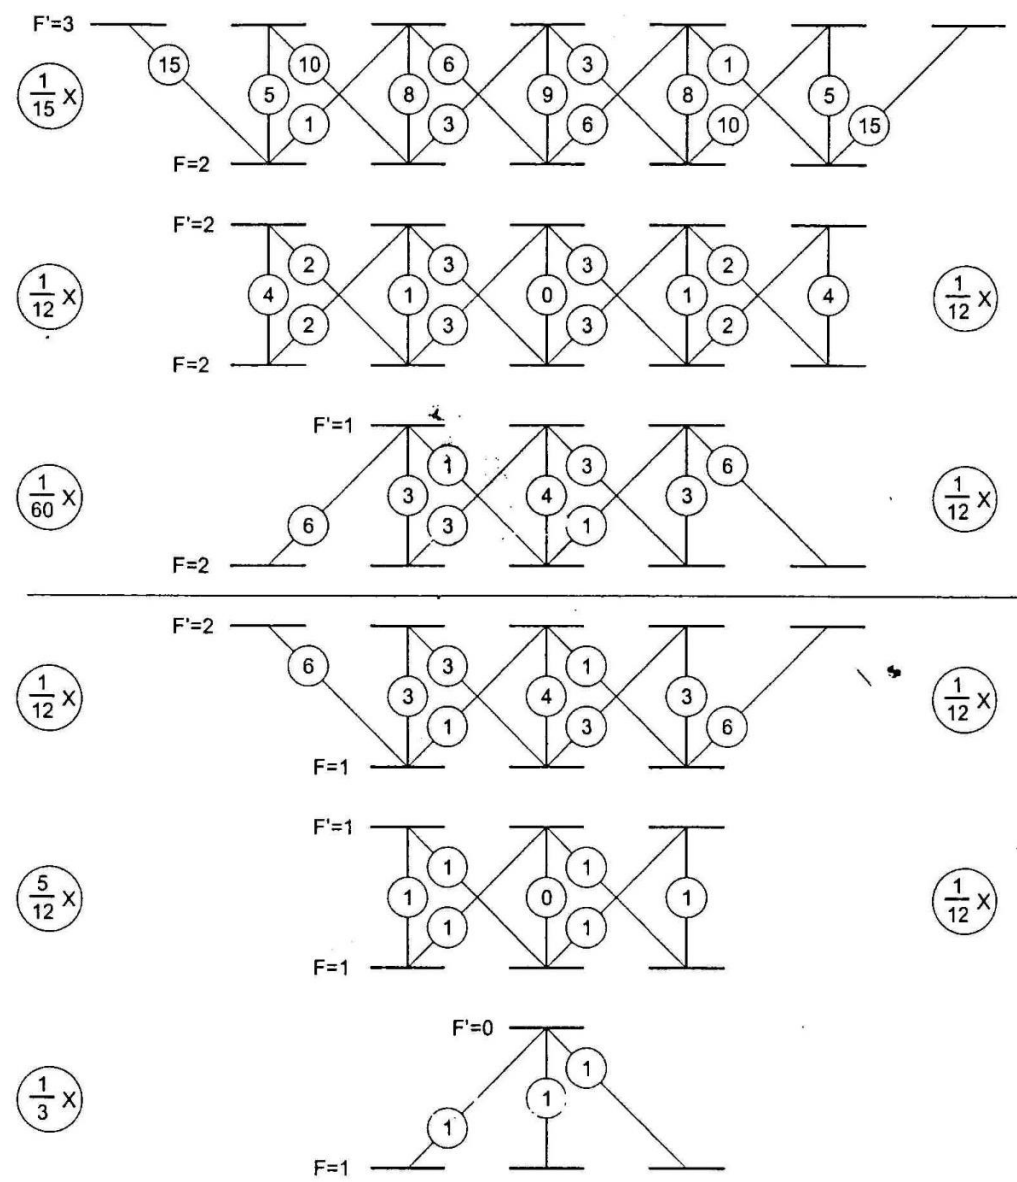 F'=3
15 10 6 3 1
1/15 X 5 8 9 8 5
1 3 6 10 15
F=2
F'=2
2 3 3 2
1/12 X 4 1 0 1 4 1/12 X
2 3 3 2
F=2
F'=1
1 3 6
1/60 X 3 4 3 1/12 X
6 3 1
F=2
F'=2
6 3 1
1/12 X 3 4 3 1/12 X
1 3 6
F=1
F'=1
1 1
5/12 X 1 0 1 1/12 X
1 1
F=1
F'=0
1
1/3 X 1
1
F=1